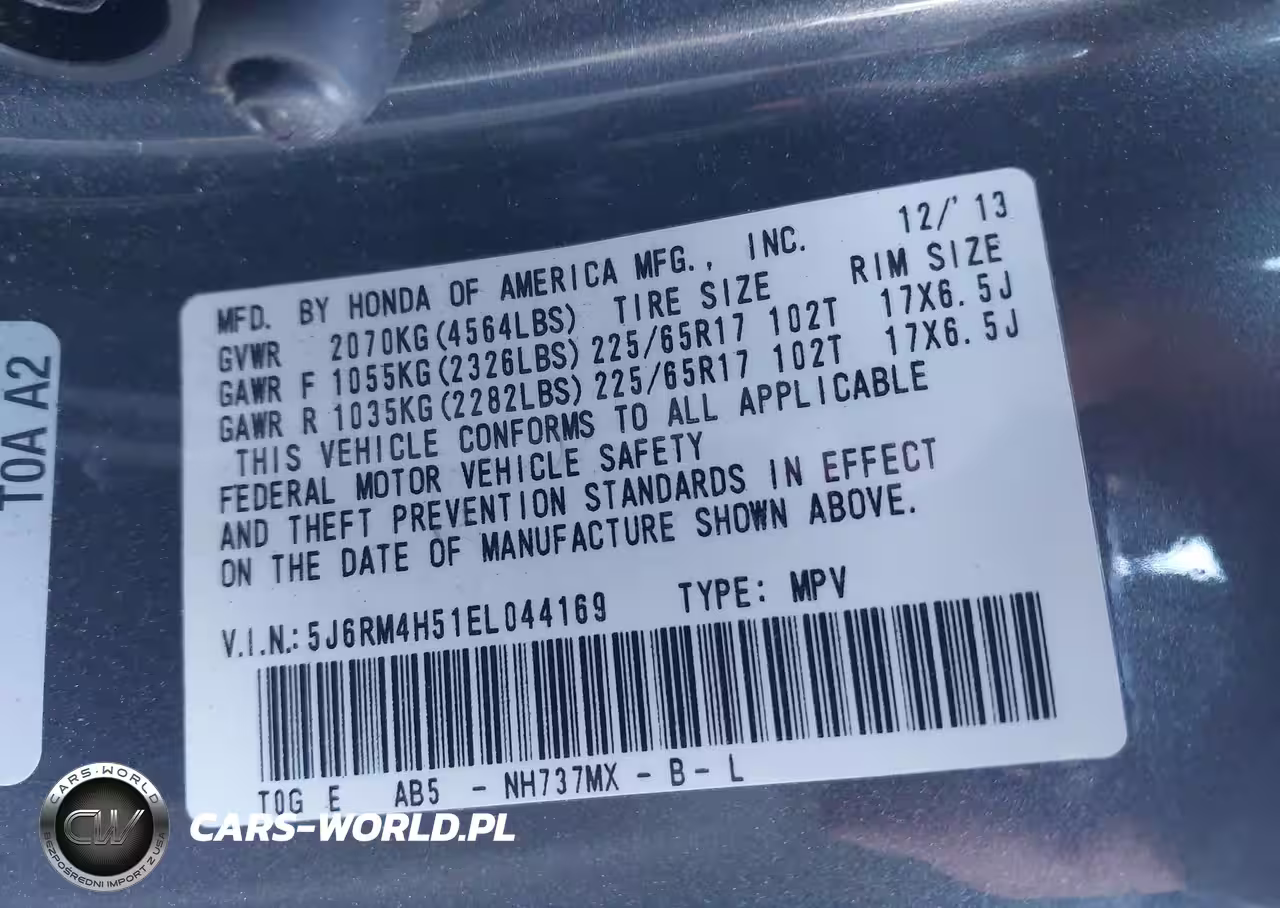 MFD. BY HONDA OF AMERICA MFG., INC. 12/'13
GVWR 2070KG(4564LBS) TIRE SIZE RIM SIZE
GAWR F 1055KG(2326LBS) 225/65R17 102T 17X6.5J
GAWR R 1035KG(2282LBS) 225/65R17 102T 17X6.5J
THIS VEHICLE CONFORMS TO ALL APPLICABLE
FEDERAL MOTOR VEHICLE SAFETY
AND THEFT PREVENTION STANDARDS IN EFFECT
ON THE DATE OF MANUFACTURE SHOWN ABOVE.
V.I.N.: 5J6RM4H51EL044169 TYPE: MPV
T0G E AB5 - NH737MX - B - L
T0A A2
CARS-WORLD
CW
BEZPOŚREDNI IMPORT Z USA
CARS-WORLD.PL